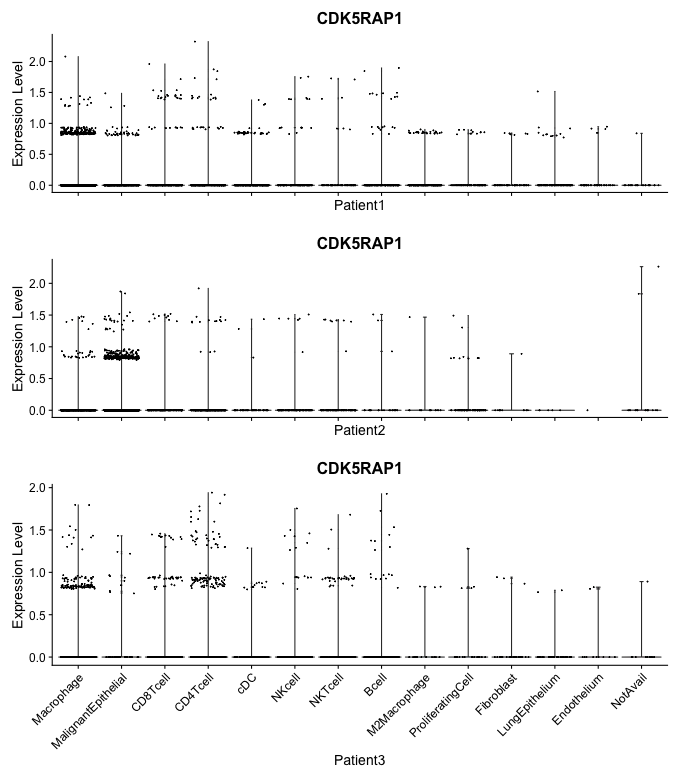 CDK5RAP1
Expression Level
2.0
1.5
1.0
0.5
0.0
Patient1
CDK5RAP1
Expression Level
2.0
1.5
1.0
0.5
0.0
Patient2
CDK5RAP1
Expression Level
2.0
1.5
1.0
0.5
0.0
Macrophage
MalignantEpithelial
CD8Tcell
CD4Tcell
cDC
NKcell
NKTcell
Bcell
M2Macrophage
ProliferatingCell
Fibroblast
LungEpithelium
Endothelium
NotAvail
Patient3